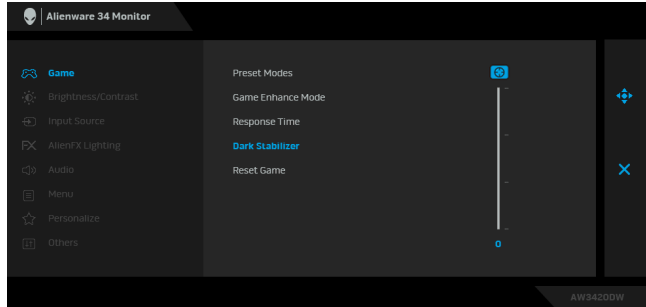 Alienware 34 Monitor
Game
Brightness/Contrast
Input Source
AlienFX Lighting
Audio
Menu
Personalize
Others
Preset Modes
Game Enhance Mode
Response Time
Dark Stabilizer
Reset Game
0
AW3420DW